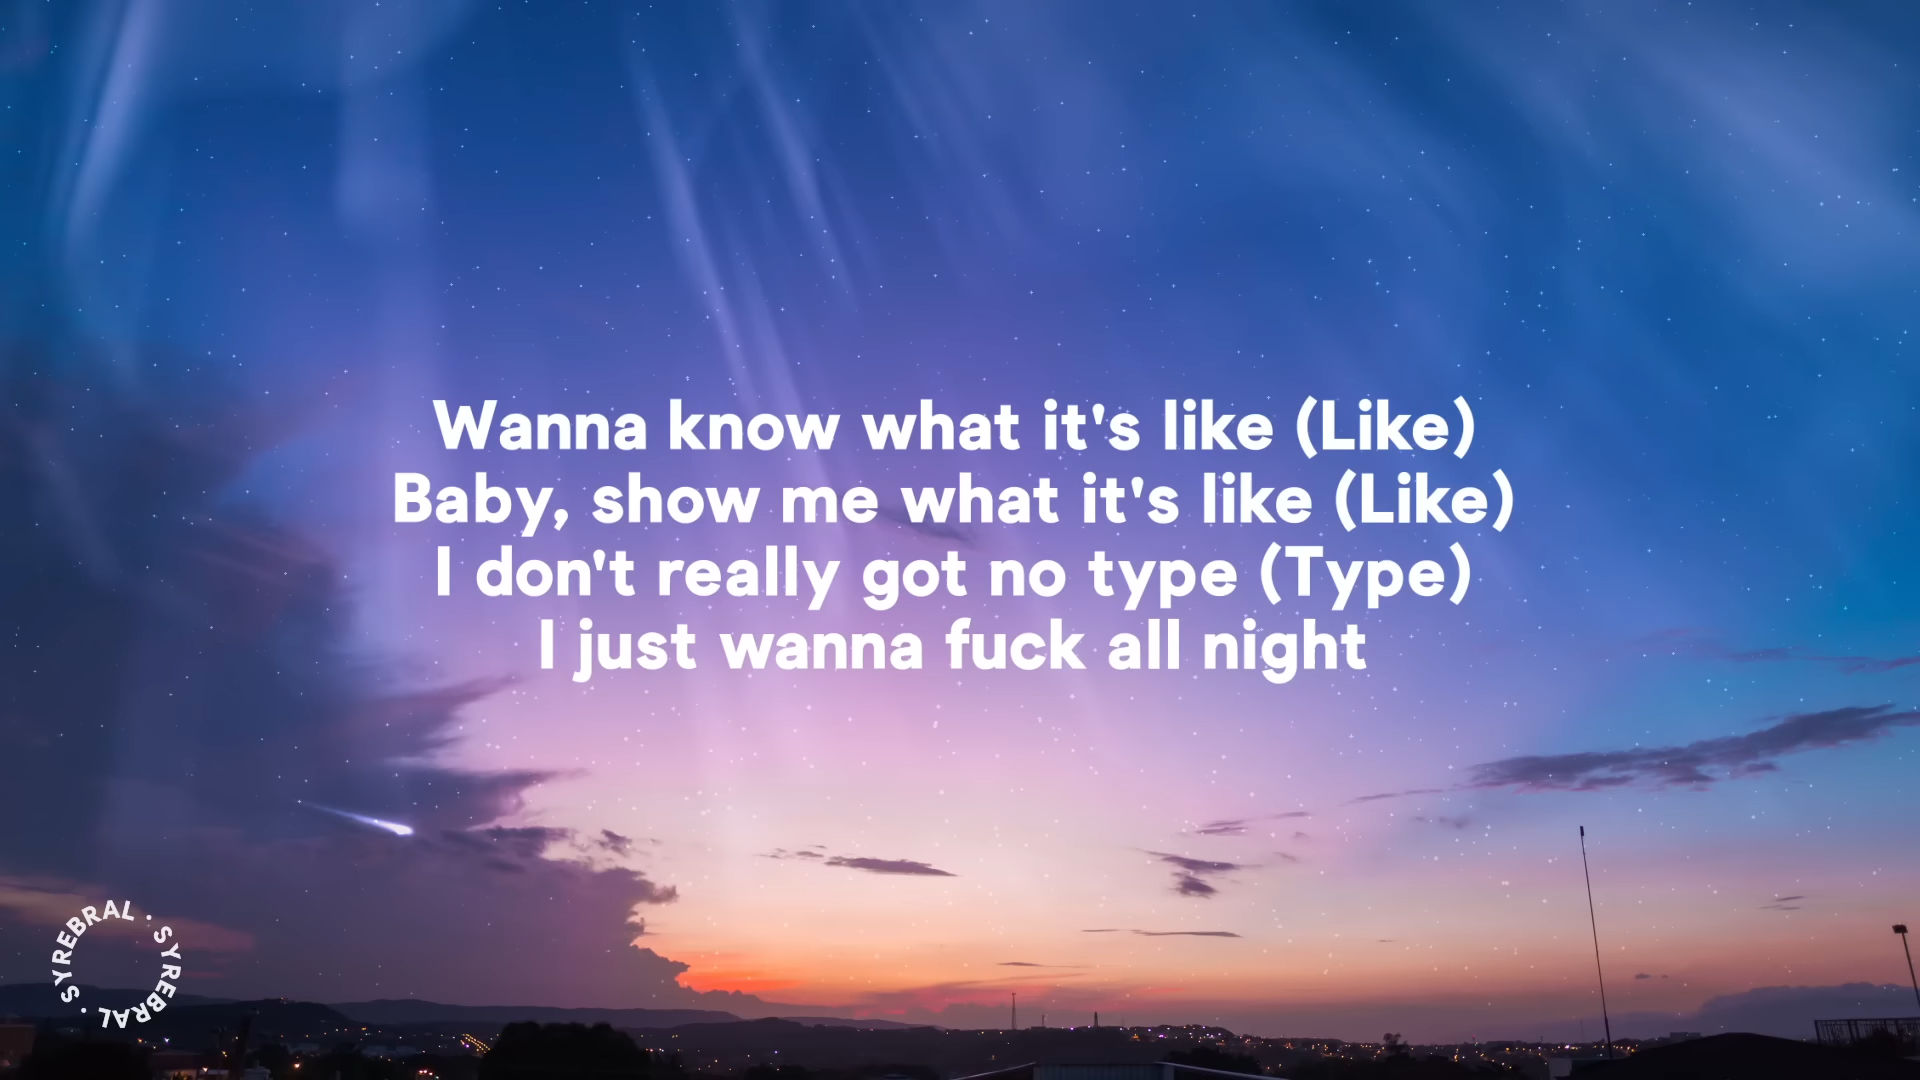 Wanna know what it's like (Like)
Baby, show me what it's like (Like)
I don't really got no type (Type)
I just wanna fuck all night
SYREBRAL · SYREBRAL ·